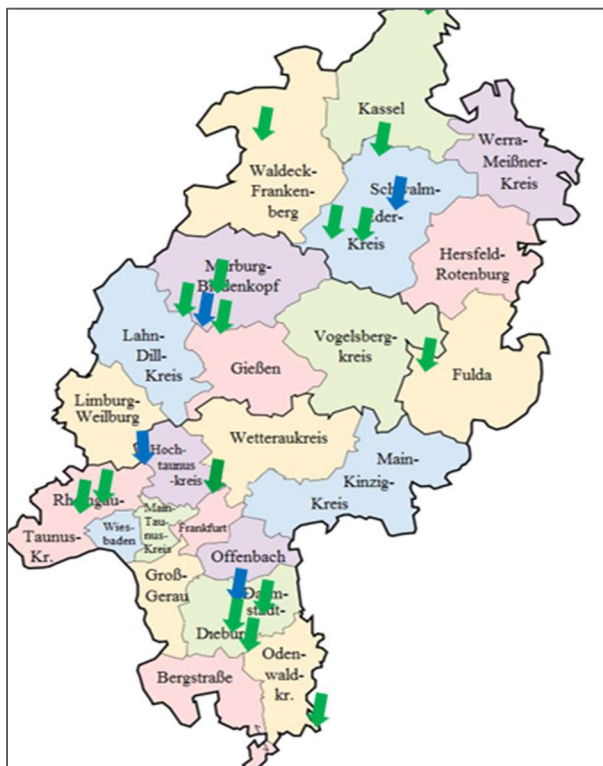 Kassel
Werra-
Meißner-
Kreis
Waldeck-
Franken-
berg
Schwalm-
Eder-
Kreis
Hersfeld-
Rotenburg
Marburg-
Biedenkopf
Lahn-
Dill-
Kreis
Vogelsberg-
kreis
Gießen
Fulda
Limburg-
Weilburg
Hoch-
taunus
-kreis
Wetteraukreis
Main-
Kinzig-
Kreis
Rheingau-
Taunus-
Kr.
Wies-
baden
Main-
Tau-
nus-
Kreis
Frankfurt
Offenbach
Groß-
Gerau
Darm-
stadt-
Dieburg
Oden-
wald-
kr.
Bergstraße